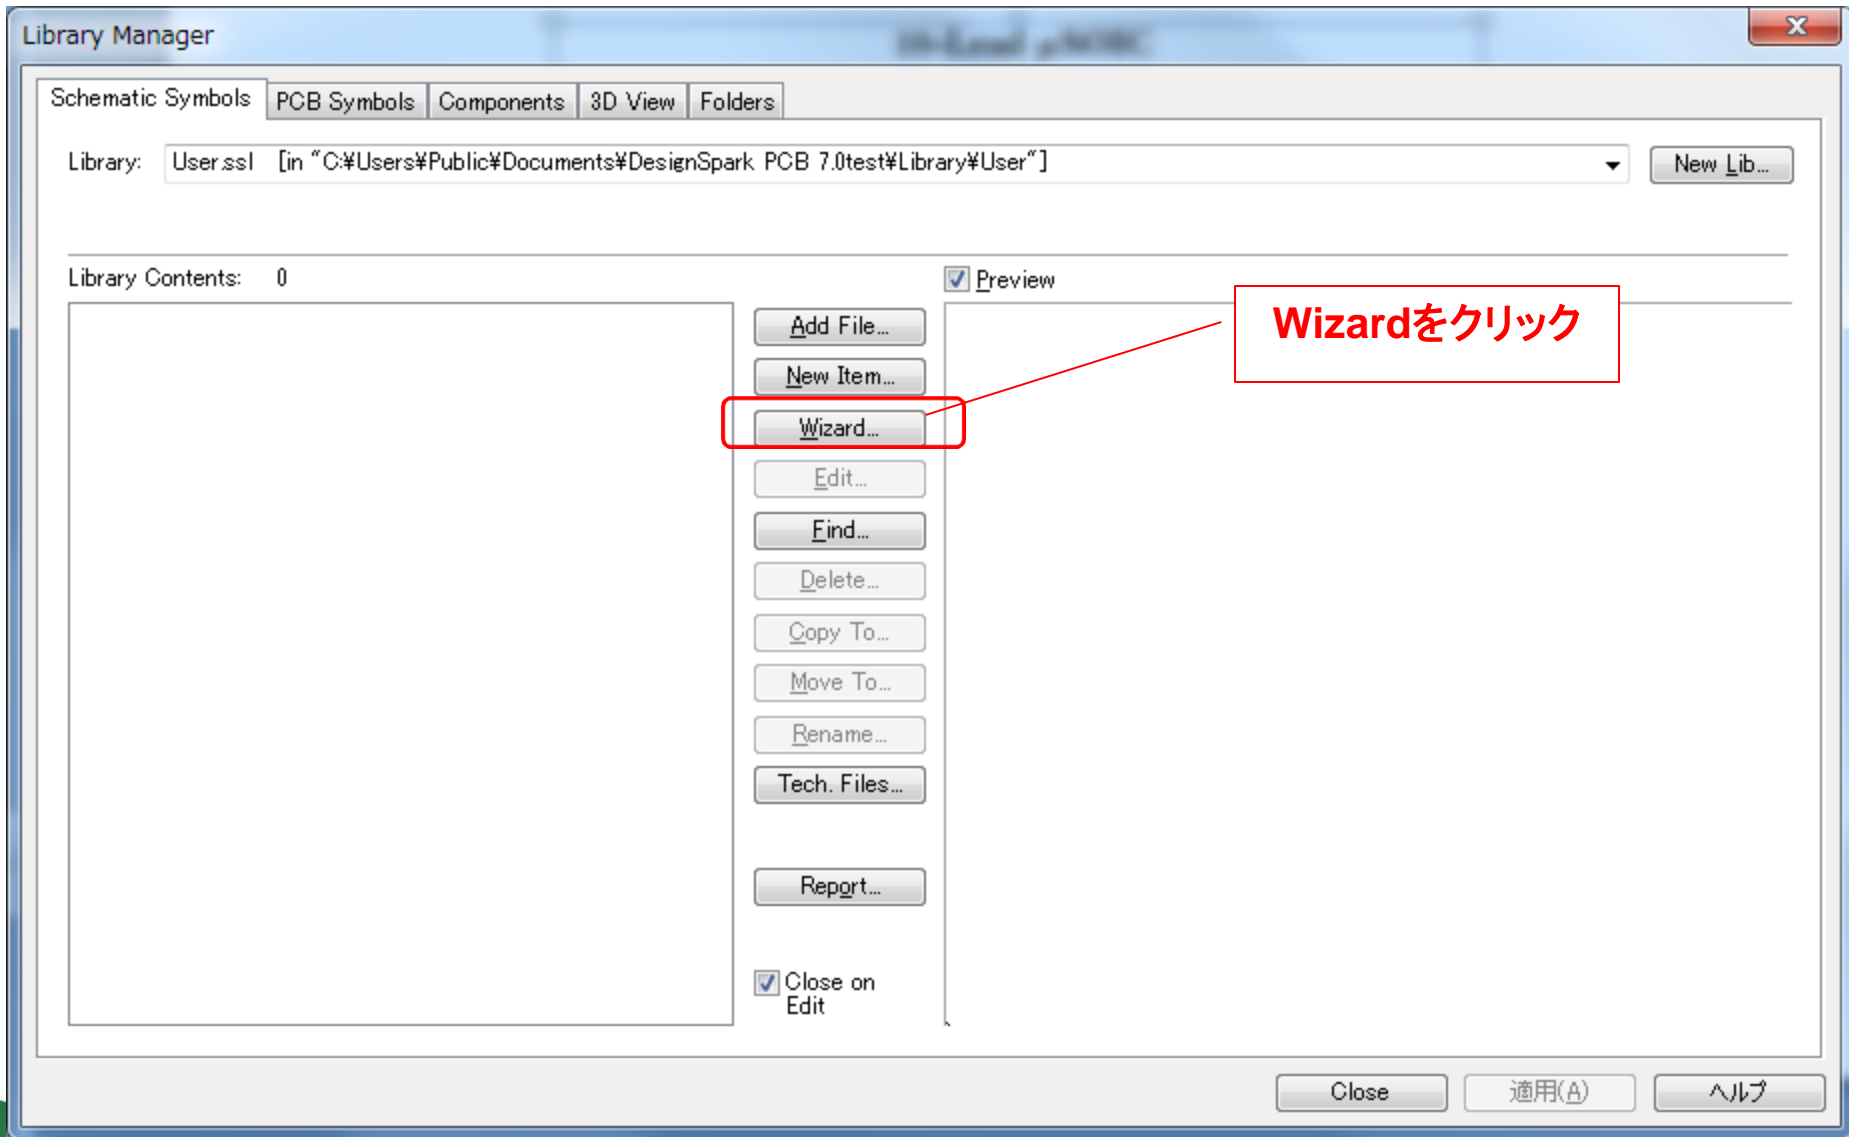 Library Manager
10-Lead µSOIC
Schematic Symbols
PCB Symbols
Components
3D View
Folders
Library:
User.ssl [in "C:¥Users¥Public¥Documents¥DesignSpark PCB 7.0test¥Library¥User"]
New Lib...
Library Contents: 0
Preview
Wizardをクリック
Add File...
New Item...
Wizard...
Edit...
Find...
Delete...
Copy To...
Move To...
Rename...
Tech. Files...
Report...
Close on
Edit
Close
適用(A)
ヘルプ